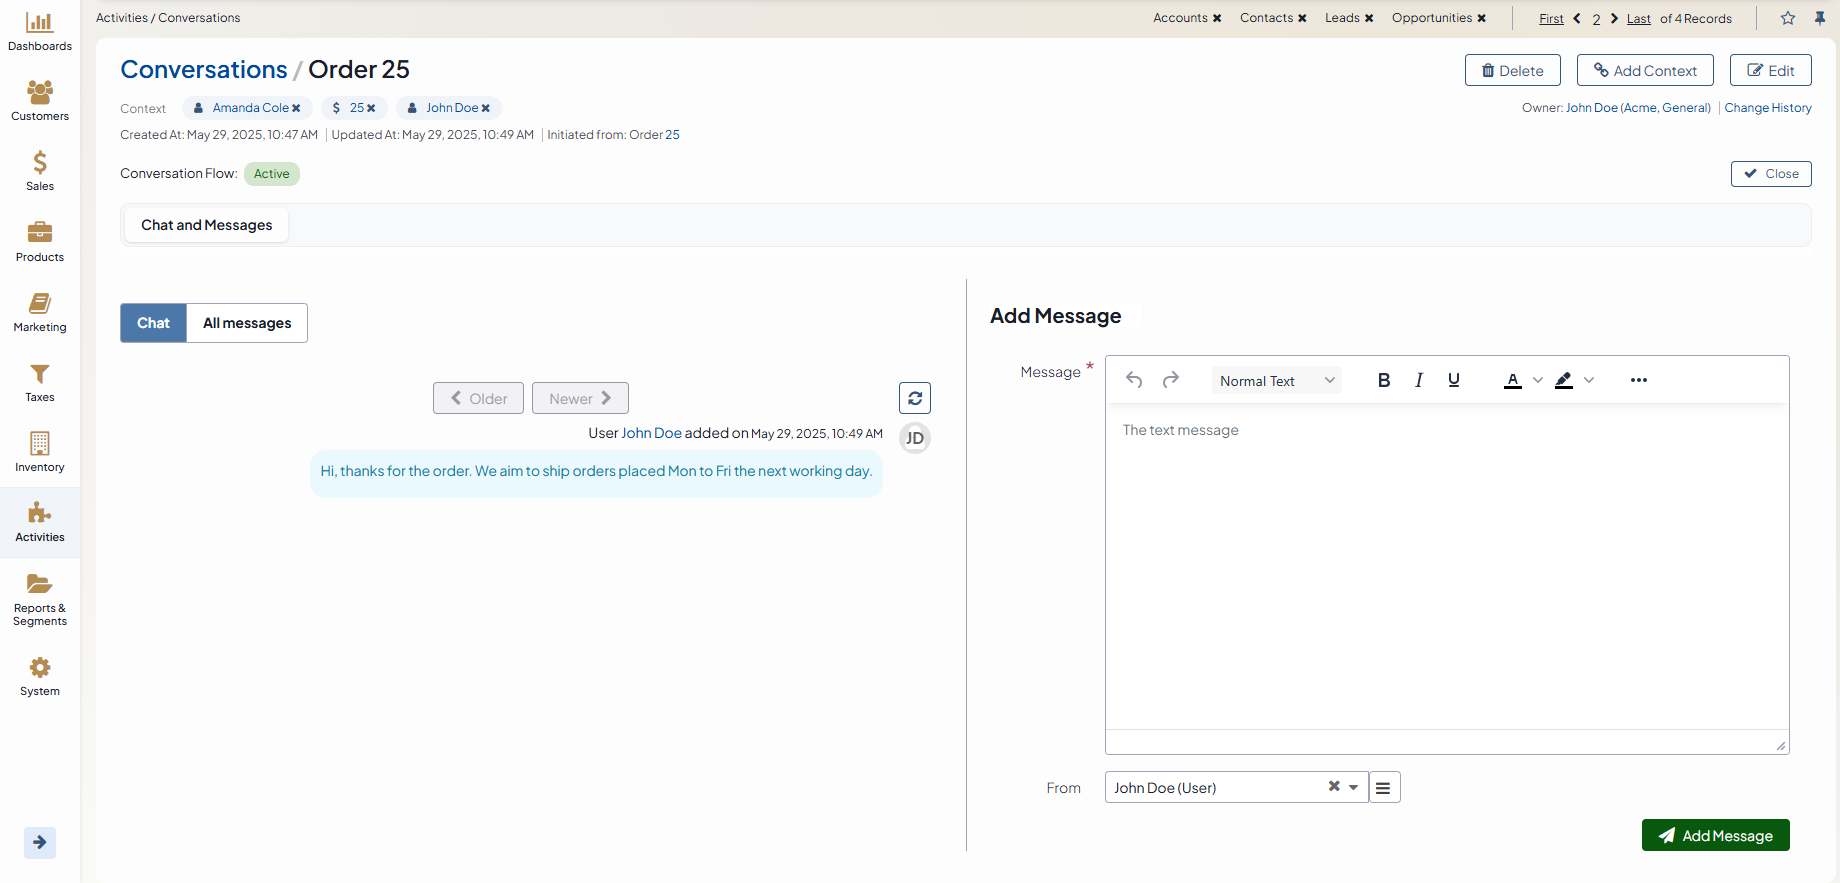 Activities / Conversations
Accounts ✖ Contacts ✖ Leads ✖ Opportunities ✖ First 2 Last of 4 Records
Dashboards
Customers
Sales
Products
Marketing
Taxes
Inventory
Activities
Reports &
Segments
System
Conversations / Order 25
Delete
Add Context
Edit
Context Amanda Cole ✖ $ 25 ✖ John Doe ✖
Owner: John Doe (Acme, General) | Change History
Created At: May 29, 2025, 10:47 AM | Updated At: May 29, 2025, 10:49 AM | Initiated from: Order 25
Conversation Flow: Active
Close
Chat and Messages
Chat All messages
Older Newer
User John Doe added on May 29, 2025, 10:49 AM
JD
Hi, thanks for the order. We aim to ship orders placed Mon to Fri the next working day.
Add Message
Message *
Normal Text B I U A •••
The text message
From John Doe (User)
Add Message